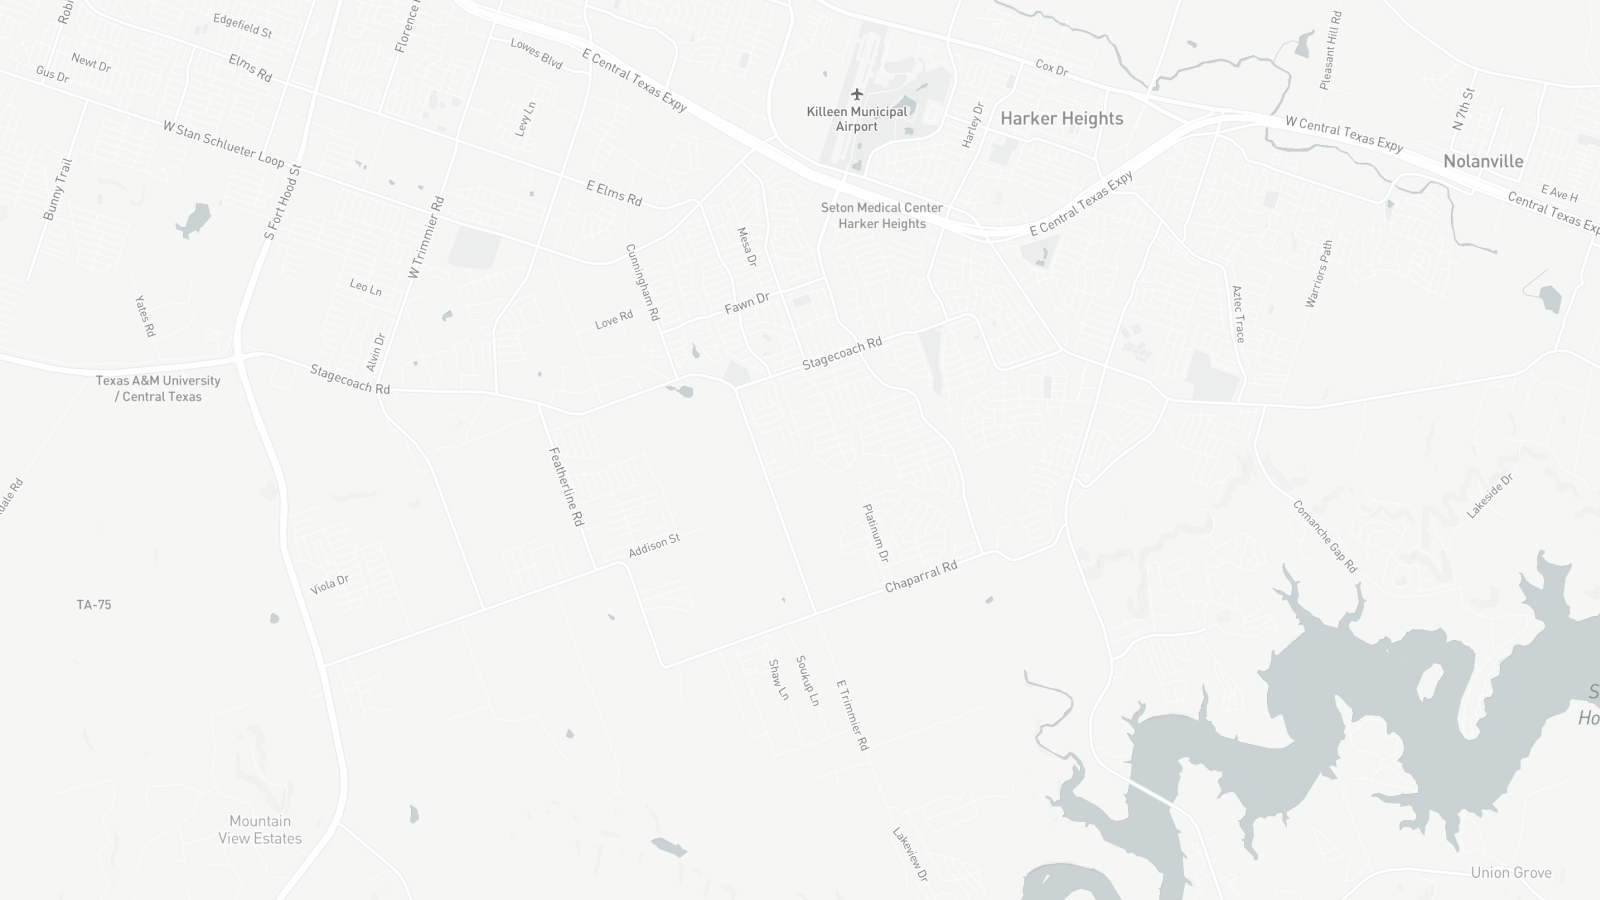 Edgefield St
Florence
Newt Dr
Gus Dr
Elms Rd
Lowes Blvd
E Central Texas Expy
Cox Dr
Pleasant Hill Rd
N 7th St
Levy Ln
Killeen Municipal
Airport
Harley Dr
Harker Heights
W Central Texas Expy
Nolanville
W Stan Schlueter Loop
Bunny Trail
S Fort Hood St
E Elms Rd
E Ave H
Central Texas Exp
Seton Medical Center
Harker Heights
E Central Texas Expy
W Trimmier Rd
Mesa Dr
Cunningham Rd
Warriors Path
Aztec Trace
Leo Ln
Yates Rd
Love Rd
Fawn Dr
Alvin Dr
Stagecoach Rd
Stagecoach Rd
Texas A&M University
/ Central Texas
dale Rd
Featherline Rd
Platinum Dr
Addison St
Chaparral Rd
Lakeside Dr
Comanche Gap Rd
Viola Dr
TA-75
Shaw Ln
Soukup Ln
E Trimmier Rd
S
Ho
Mountain
View Estates
Lakeview Dr
Union Grove